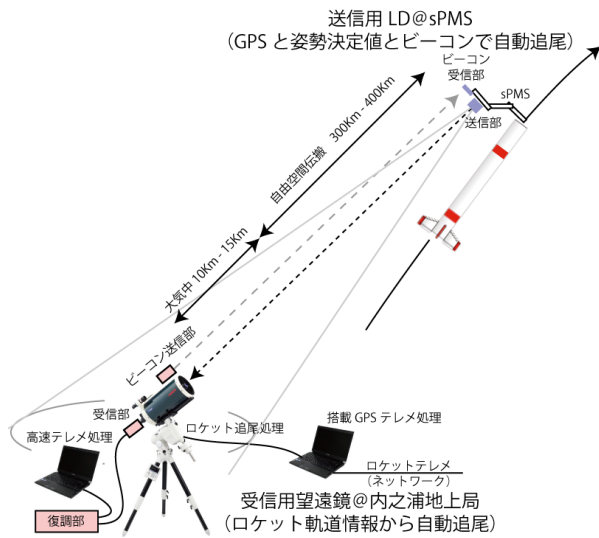 送信用 LD@sPMS
（GPS と姿勢決定値とビーコンで自動追尾）
ビーコン
受信部
sPMS
送信部
自由空間伝搬　300Km - 400Km
大気中 10Km - 15Km
ビーコン送信部
受信部
高速テレメ処理
ロケット追尾処理
搭載 GPS テレメ処理
ロケットテレメ
（ネットワーク）
復調部
受信用望遠鏡@内之浦地上局
（ロケット軌道情報から自動追尾）